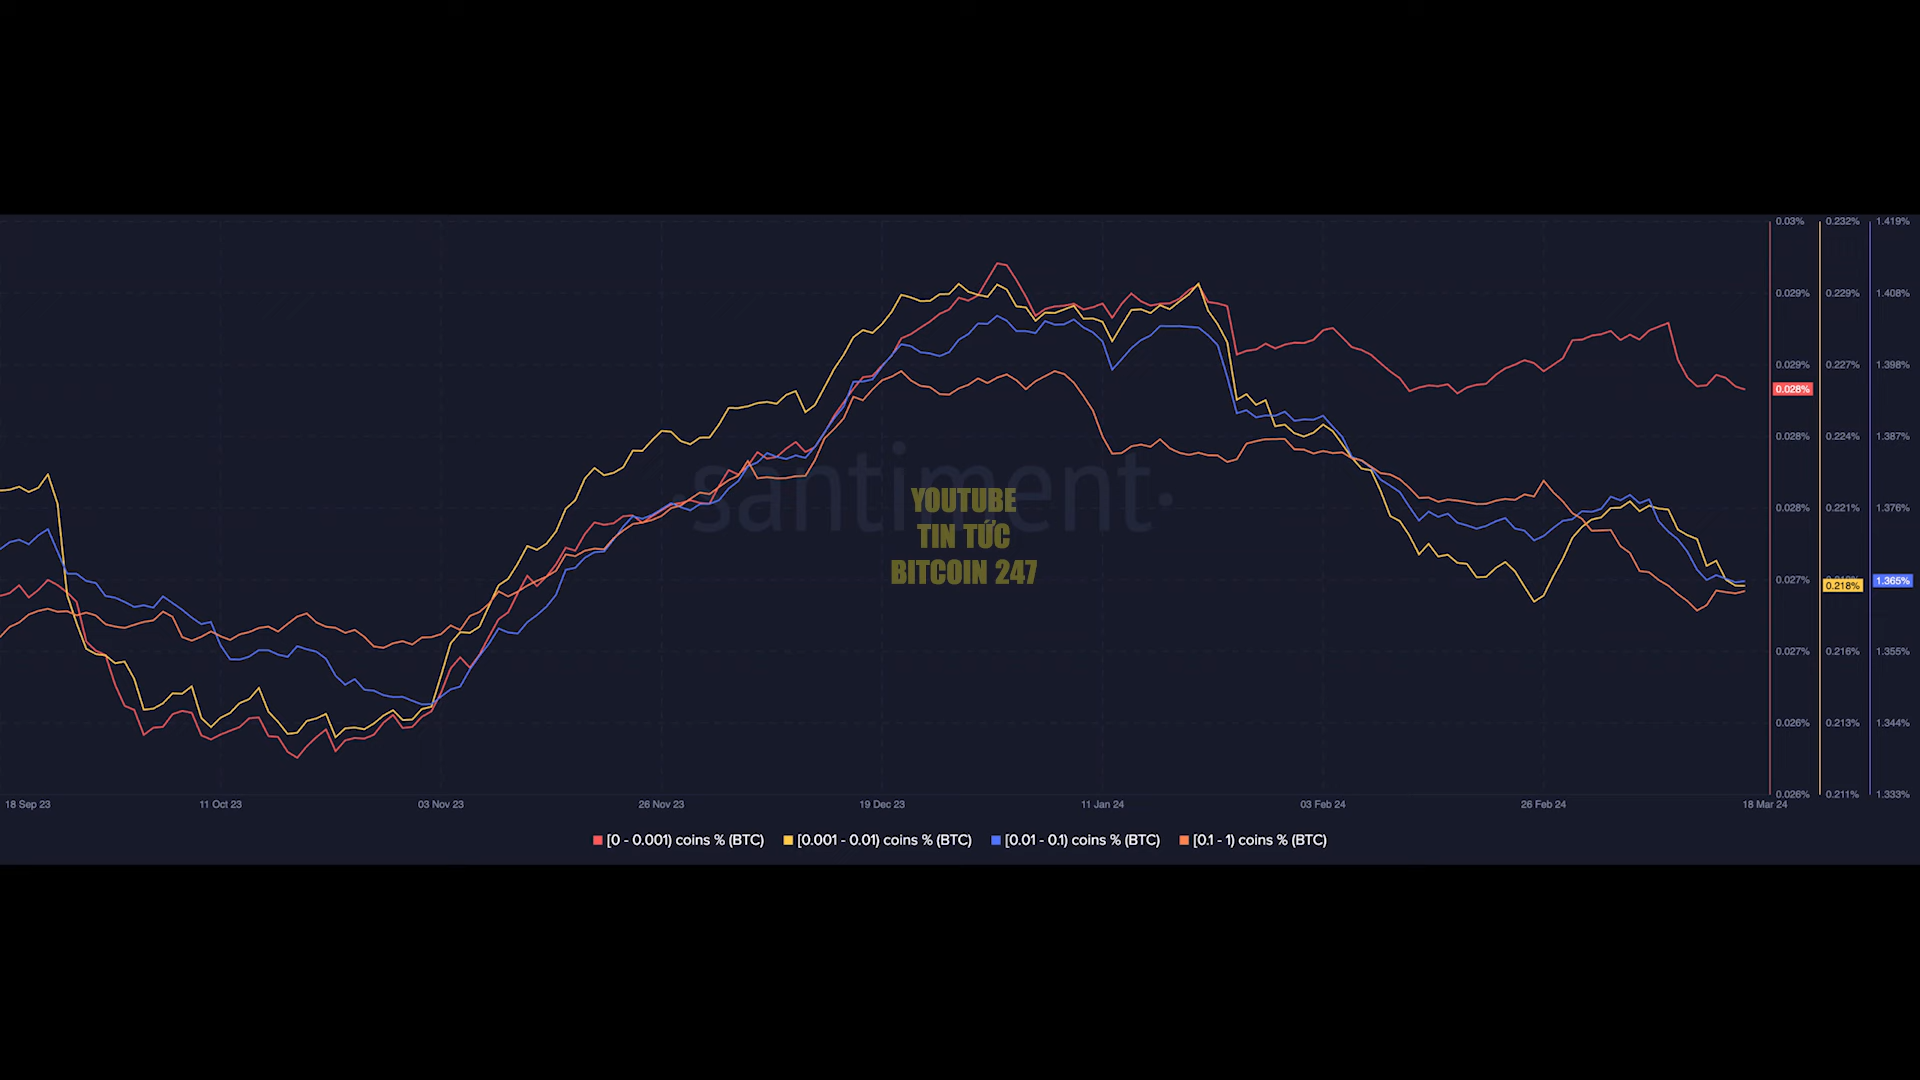 0.03% 0.232% 1.419%
0.029% 0.229% 1.408%
0.029% 0.227% 1.398%
0.028%
0.028% 0.224% 1.387%
·santiment·
YOUTUBE
TIN TỨC
BITCOIN 247
0.028% 0.221% 1.376%
0.027% 1.365%
0.218%
0.027% 0.216% 1.355%
0.026% 0.213% 1.344%
0.026% 0.211% 1.333%
18 Sep 23 11 Oct 23 03 Nov 23 26 Nov 23 19 Dec 23 11 Jan 24 03 Feb 24 26 Feb 24 18 Mar 24
[0 - 0.001) coins % (BTC) [0.001 - 0.01) coins % (BTC) [0.01 - 0.1) coins % (BTC) [0.1 - 1) coins % (BTC)